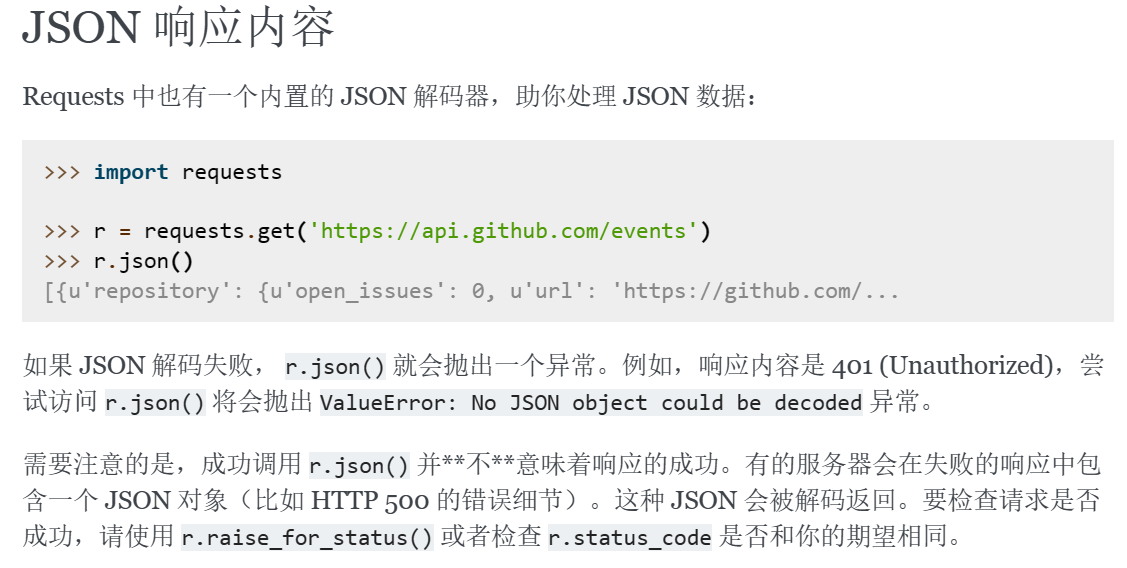 JSON 响应内容
Requests 中也有一个内置的 JSON 解码器，助你处理 JSON 数据：
>>> import requests
>>> r = requests.get('https://api.github.com/events')
>>> r.json()
[{u'repository': {u'open_issues': 0, u'url': 'https://github.com/...
如果 JSON 解码失败， r.json() 就会抛出一个异常。例如，响应内容是 401 (Unauthorized)，尝
试访问 r.json() 将会抛出 ValueError: No JSON object could be decoded 异常。
需要注意的是，成功调用 r.json() 并**不**意味着响应的成功。有的服务器会在失败的响应中包
含一个 JSON 对象（比如 HTTP 500 的错误细节）。这种 JSON 会被解码返回。要检查请求是否
成功，请使用 r.raise_for_status() 或者检查 r.status_code 是否和你的期望相同。